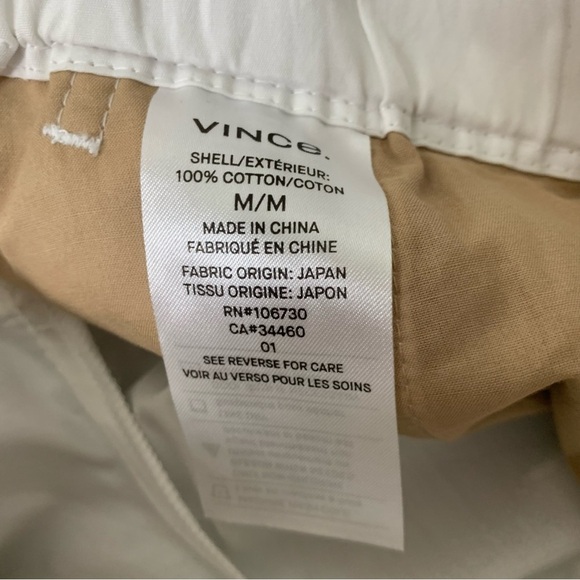 VINCE.
SHELL/EXTÉRIEUR:
100% COTTON/COTON
M/M
MADE IN CHINA
FABRIQUÉ EN CHINE
FABRIC ORIGIN: JAPAN
TISSU ORIGINE: JAPON
RN#106730
CA#34460
01
SEE REVERSE FOR CARE
VOIR AU VERSO POUR LES SOINS